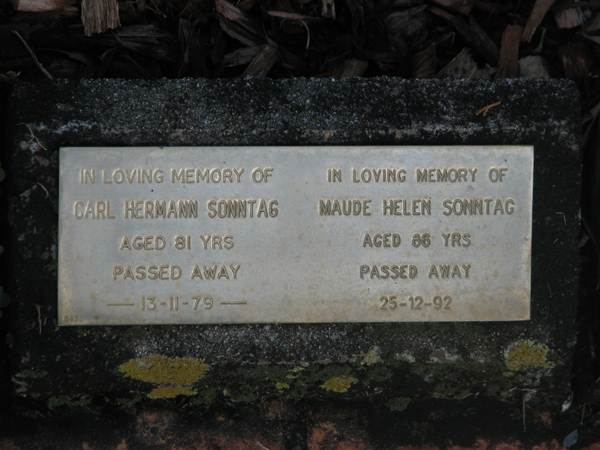 IN LOVING MEMORY OF
CARL HERMANN SONNTAG
AGED 81 YRS
PASSED AWAY
— 13-11-79 —
IN LOVING MEMORY OF
MAUDE HELEN SONNTAG
AGED 86 YRS
PASSED AWAY
25-12-92